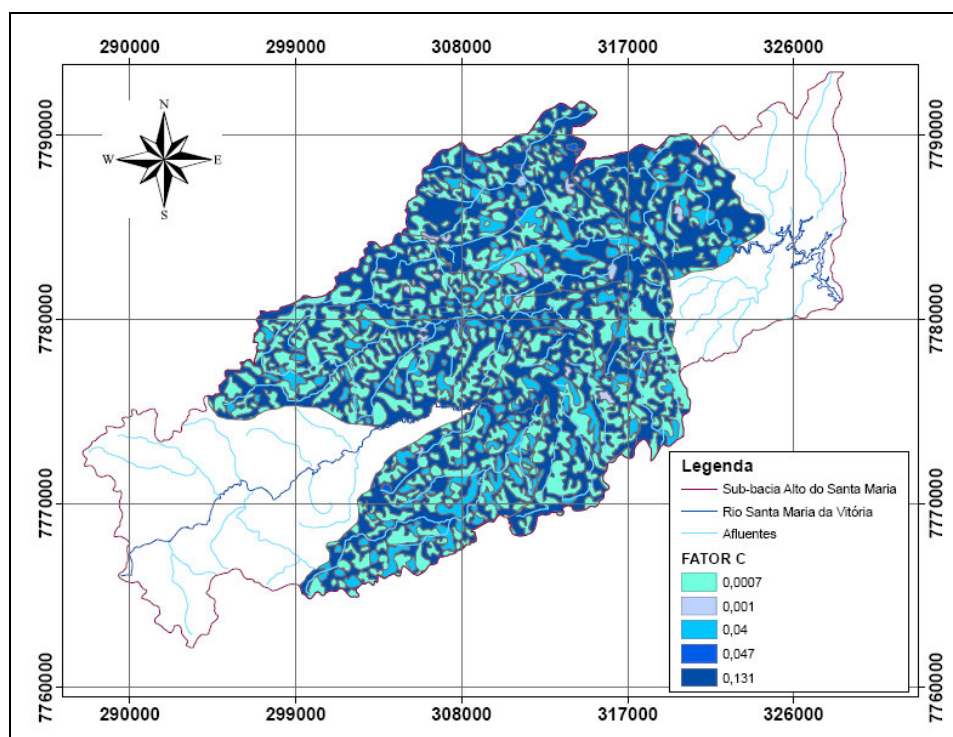 290000 299000 308000 317000 326000
7790000 7790000
N
W E
S
7780000 7780000
7770000 7770000
7760000 7760000
Legenda
Sub-bacia Alto do Santa Maria
Rio Santa Maria da Vitória
Afluentes
FATOR C
0,0007
0,001
0,04
0,047
0,131
290000 299000 308000 317000 326000